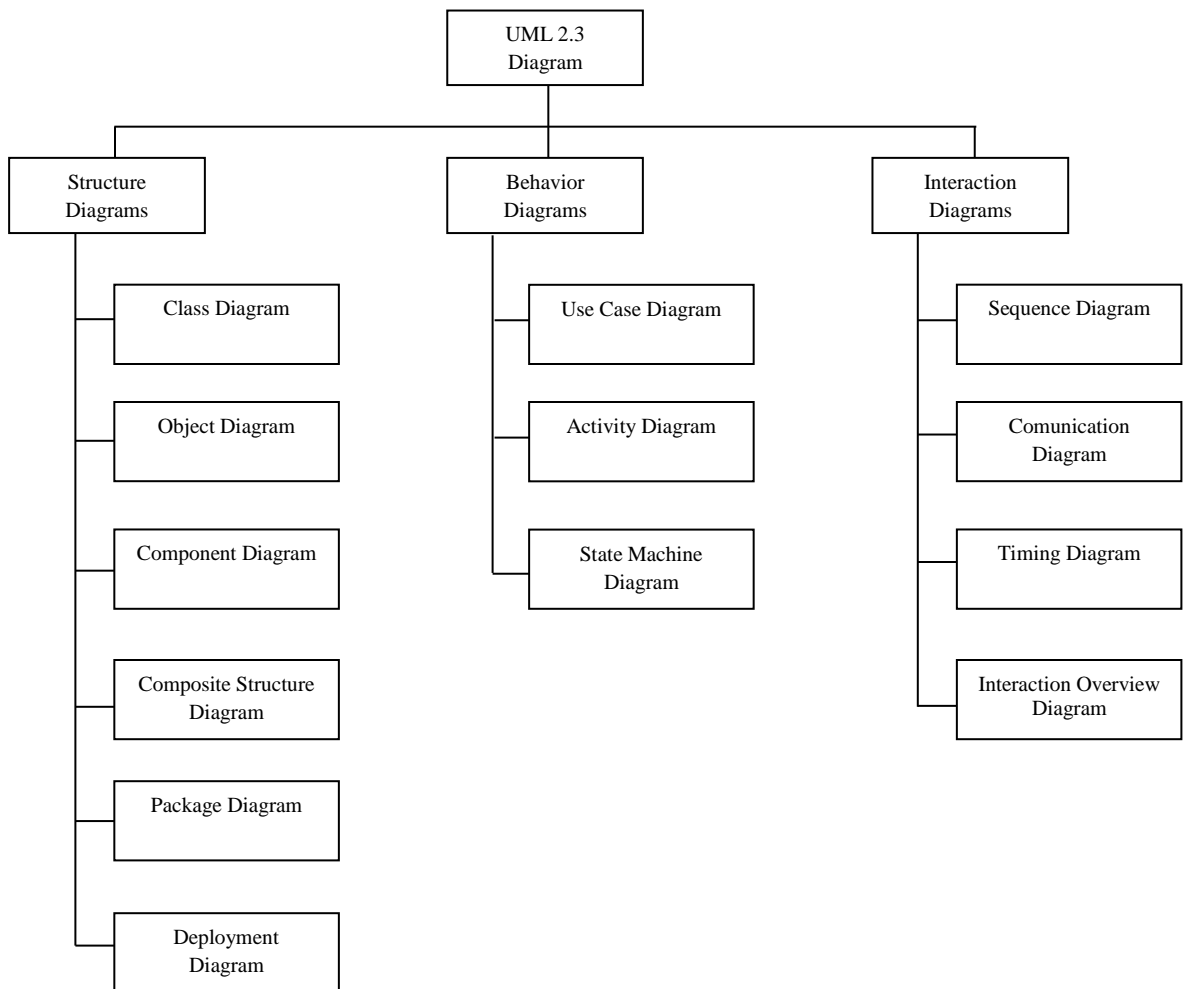 UML 2.3
Diagram
Structure
Diagrams
Behavior
Diagrams
Interaction
Diagrams
Class Diagram
Object Diagram
Component Diagram
Composite Structure
Diagram
Package Diagram
Deployment
Diagram
Use Case Diagram
Activity Diagram
State Machine
Diagram
Sequence Diagram
Comunication
Diagram
Timing Diagram
Interaction Overview
Diagram